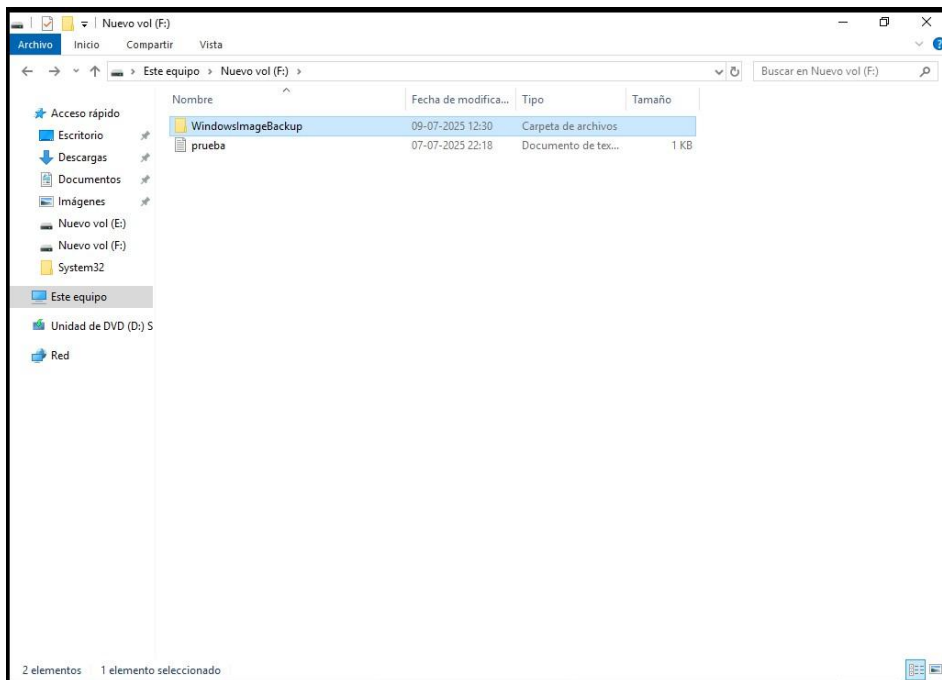 Nuevo vol (F:)
Archivo Inicio Compartir Vista
Este equipo > Nuevo vol (F:) >
Buscar en Nuevo vol (F:)
Acceso rápido
Escritorio
Descargas
Documentos
Imágenes
Nuevo vol (E:)
Nuevo vol (F:)
System32
Este equipo
Unidad de DVD (D:) S
Red
Nombre Fecha de modifica... Tipo Tamaño
WindowsImageBackup 09-07-2025 12:30 Carpeta de archivos
prueba 07-07-2025 22:18 Documento de tex... 1 KB
2 elementos 1 elemento seleccionado